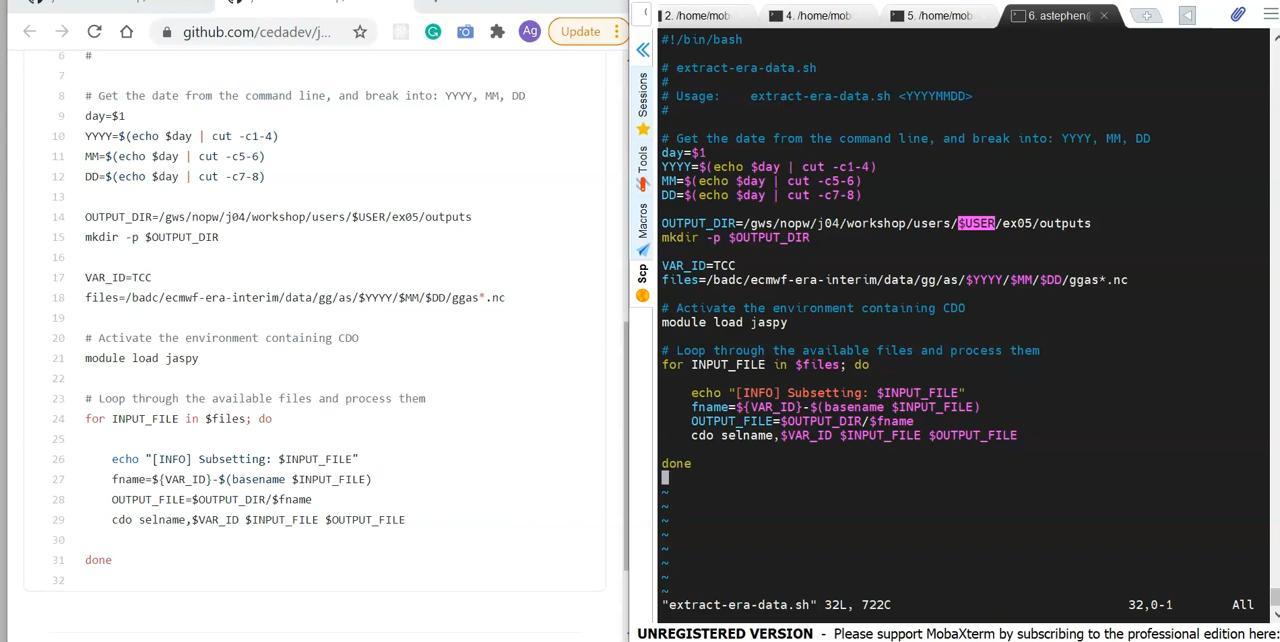 github.com/cedadev/j...
Ag
Update
6 #
7
8 # Get the date from the command line, and break into: YYYY, MM, DD
9 day=$1
10 YYYY=$(echo $day | cut -c1-4)
11 MM=$(echo $day | cut -c5-6)
12 DD=$(echo $day | cut -c7-8)
13
14 OUTPUT_DIR=/gws/nopw/j04/workshop/users/$USER/ex05/outputs
15 mkdir -p $OUTPUT_DIR
16
17 VAR_ID=TCC
18 files=/badc/ecmwf-era-interim/data/gg/as/$YYYY/$MM/$DD/ggas*.nc
19
20 # Activate the environment containing CDO
21 module load jaspy
22
23 # Loop through the available files and process them
24 for INPUT_FILE in $files; do
25
26 echo "[INFO] Subsetting: $INPUT_FILE"
27 fname=${VAR_ID}-$(basename $INPUT_FILE)
28 OUTPUT_FILE=$OUTPUT_DIR/$fname
29 cdo selname,$VAR_ID $INPUT_FILE $OUTPUT_FILE
30
31 done
32
2. /home/mob
4. /home/mob
5. /home/mob
6. astephen@
Sessions
Tools
Macros
Scp
#!/bin/bash
# extract-era-data.sh
#
# Usage: extract-era-data.sh <YYYYMMDD>
#
# Get the date from the command line, and break into: YYYY, MM, DD
day=$1
YYYY=$(echo $day | cut -c1-4)
MM=$(echo $day | cut -c5-6)
DD=$(echo $day | cut -c7-8)
OUTPUT_DIR=/gws/nopw/j04/workshop/users/$USER/ex05/outputs
mkdir -p $OUTPUT_DIR
VAR_ID=TCC
files=/badc/ecmwf-era-interim/data/gg/as/$YYYY/$MM/$DD/ggas*.nc
# Activate the environment containing CDO
module load jaspy
# Loop through the available files and process them
for INPUT_FILE in $files; do
echo "[INFO] Subsetting: $INPUT_FILE"
fname=${VAR_ID}-$(basename $INPUT_FILE)
OUTPUT_FILE=$OUTPUT_DIR/$fname
cdo selname,$VAR_ID $INPUT_FILE $OUTPUT_FILE
done
~
~
~
~
~
~
~
~
"extract-era-data.sh" 32L, 722C 32,0-1 All
UNREGISTERED VERSION - Please support MobaXterm by subscribing to the professional edition here: